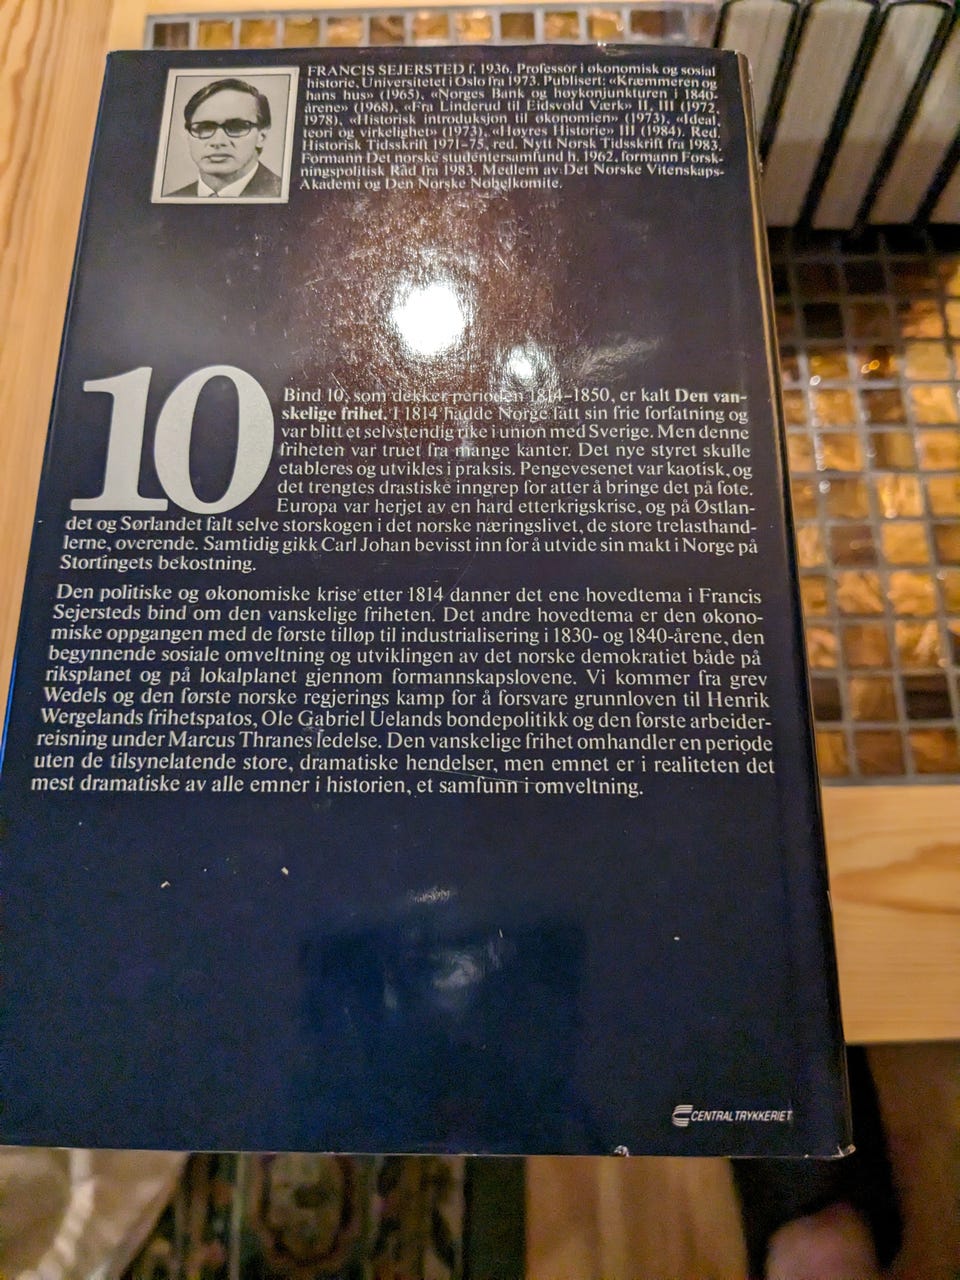 FRANCIS SEJERSTED f. 1936. Professor i økonomisk og sosial
historie, Universitetet i Oslo fra 1973. Publisert: «Kræmmeren og
hans hus» (1965), «Norges Bank og høykonjunkturen i 1840-
årene» (1968), «Fra Linderud til Eidsvold Værk» II, III (1972,
1978), «Historisk introduksjon til økonomien» (1973), «Ideal,
teori og virkelighet» (1973), «Høyres Historie» III (1984). Red.
Historisk Tidsskrift 1971–75, red. Nytt Norsk Tidsskrift fra 1983.
Formann Det norske studentersamfund h. 1962, formann Forsk-
ningspolitisk Råd fra 1983. Medlem av Det Norske Vitenskaps-
Akademi og Den Norske Nobelkomite.
10
Bind 10, som dekker perioden 1814–1850, er kalt Den van-
skelige frihet. I 1814 hadde Norge fått sin frie forfatning og
var blitt et selvstendig rike i union med Sverige. Men denne
friheten var truet fra mange kanter. Det nye styret skulle
etableres og utvikles i praksis. Pengevesenet var kaotisk, og
det trengtes drastiske inngrep for atter å bringe det på fote.
Europa var herjet av en hard etterkrigskrise, og på Østlan-
det og Sørlandet falt selve storskogen i det norske næringslivet, de store trelasthand-
lerne, overende. Samtidig gikk Carl Johan bevisst inn for å utvide sin makt i Norge på
Stortingets bekostning.
Den politiske og økonomiske krise etter 1814 danner det ene hovedtema i Francis
Sejersteds bind om den vanskelige friheten. Det andre hovedtema er den økono-
miske oppgangen med de første tilløp til industrialisering i 1830- og 1840-årene, den
begynnende sosiale omveltning og utviklingen av det norske demokratiet både på
riksplanet og på lokalplanet gjennom formannskapslovene. Vi kommer fra grev
Wedels og den første norske regjerings kamp for å forsvare grunnloven til Henrik
Wergelands frihetspatos, Ole Gabriel Uelands bondepolitikk og den første arbeider-
reisning under Marcus Thranes ledelse. Den vanskelige frihet omhandler en periode
uten de tilsynelatende store, dramatiske hendelser, men emnet er i realiteten det
mest dramatiske av alle emner i historien, et samfunn i omveltning.
CENTRALTRYKKERIET